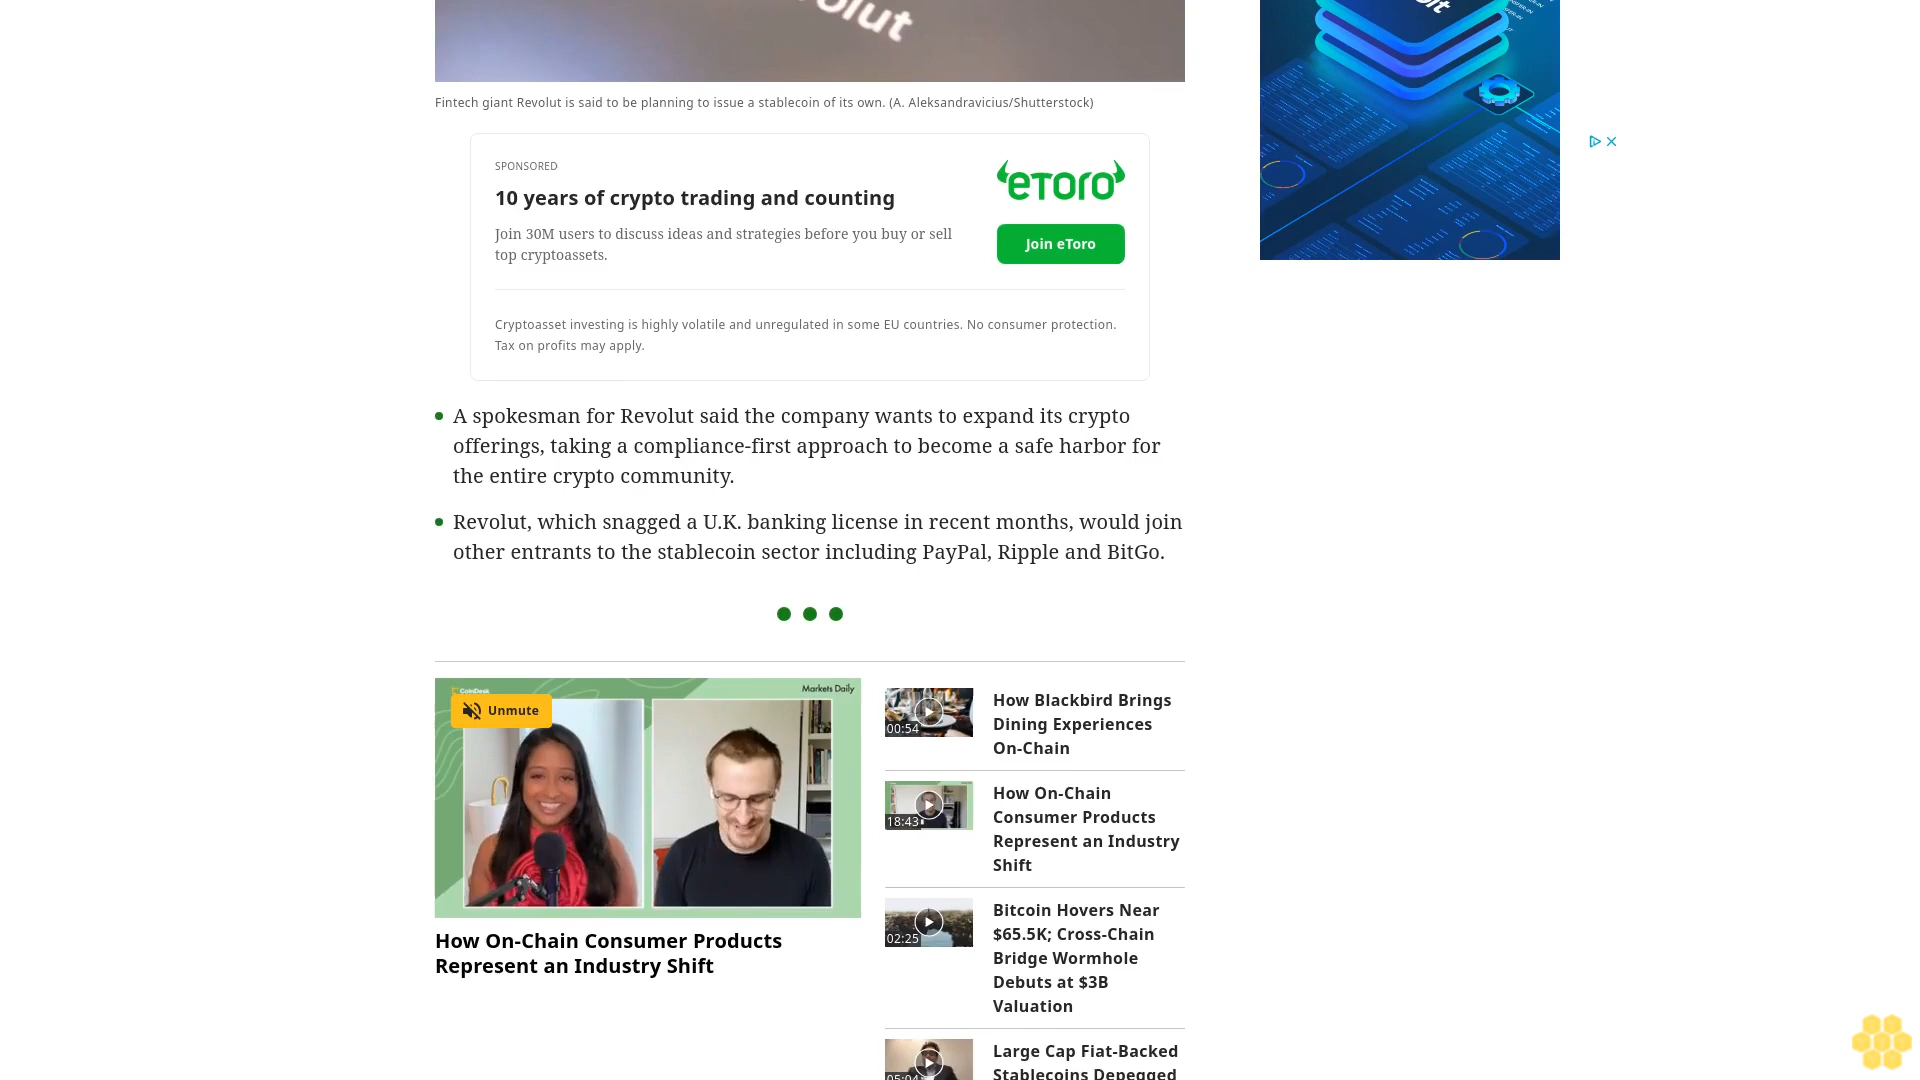 Fintech giant Revolut is said to be planning to issue a stablecoin of its own. (A. Aleksandravicius/Shutterstock)
SPONSORED
10 years of crypto trading and counting
Join 30M users to discuss ideas and strategies before you buy or sell
top cryptoassets.
eToro
Join eToro
Cryptoasset investing is highly volatile and unregulated in some EU countries. No consumer protection.
Tax on profits may apply.
A spokesman for Revolut said the company wants to expand its crypto
offerings, taking a compliance-first approach to become a safe harbor for
the entire crypto community.
Revolut, which snagged a U.K. banking license in recent months, would join
other entrants to the stablecoin sector including PayPal, Ripple and BitGo.
CoinDesk
Markets Daily
Unmute
How On-Chain Consumer Products
Represent an Industry Shift
00:54
How Blackbird Brings
Dining Experiences
On-Chain
18:43
How On-Chain
Consumer Products
Represent an Industry
Shift
02:25
Bitcoin Hovers Near
$65.5K; Cross-Chain
Bridge Wormhole
Debuts at $3B
Valuation
05:04
Large Cap Fiat-Backed
Stablecoins Depegged